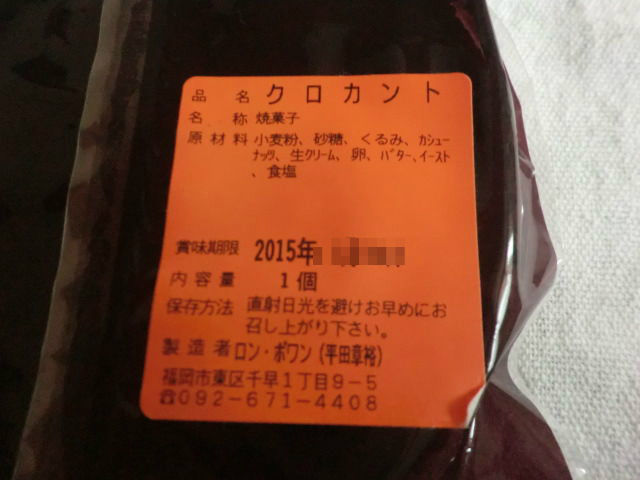 品名 クロカント
名称 焼菓子
原材料 小麦粉、砂糖、くるみ、カシュー
ナッツ、生クリーム、卵、バター、イースト
、食塩
賞味期限 2015年
内容量 1個
保存方法 直射日光を避けお早めにお
召し上がり下さい。
製造者 ロン・ポワン(平田章裕)
福岡市東区千早1丁目9-5
☎092-671-4408